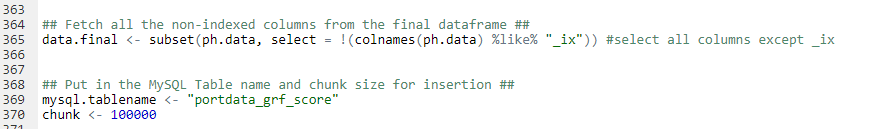 363
364 ## Fetch all the non-indexed columns from the final dataframe ##
365 data.final <- subset(ph.data, select = !(colnames(ph.data) %like% "_ix")) #select all columns except _ix
366
367
368 ## Put in the MySQL Table name and chunk size for insertion ##
369 mysql.tablename <- "portdata_grf_score"
370 chunk <- 100000
371